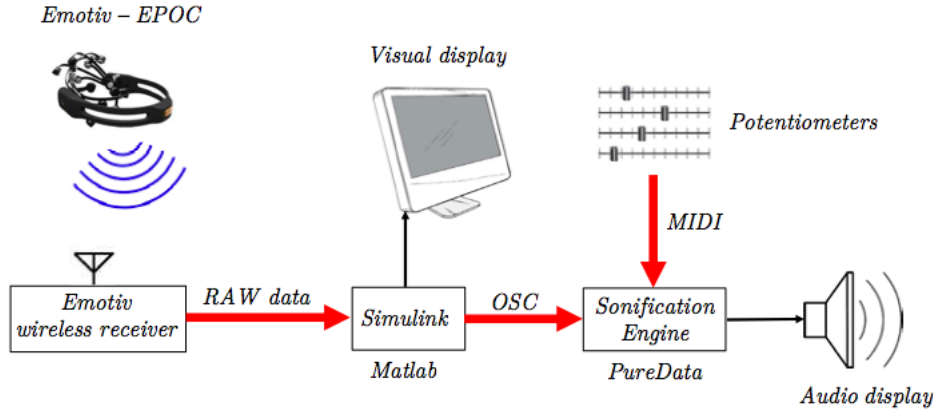 Emotiv – EPOC
Visual display
Potentiometers
MIDI
Emotiv
wireless receiver
RAW data
Simulink
Matlab
OSC
Sonification
Engine
PureData
Audio display